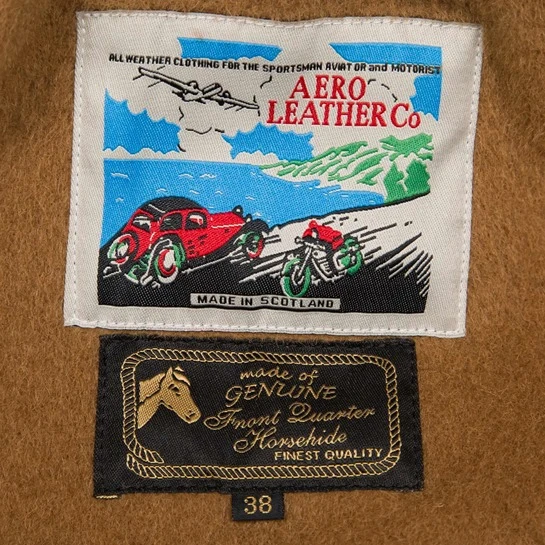 ALL WEATHER CLOTHING FOR THE SPORTSMAN AVIATOR and MOTORIST
AERO
LEATHER Co
MADE IN SCOTLAND
made of
GENUINE
Front Quarter
Horsehide
FINEST QUALITY
38